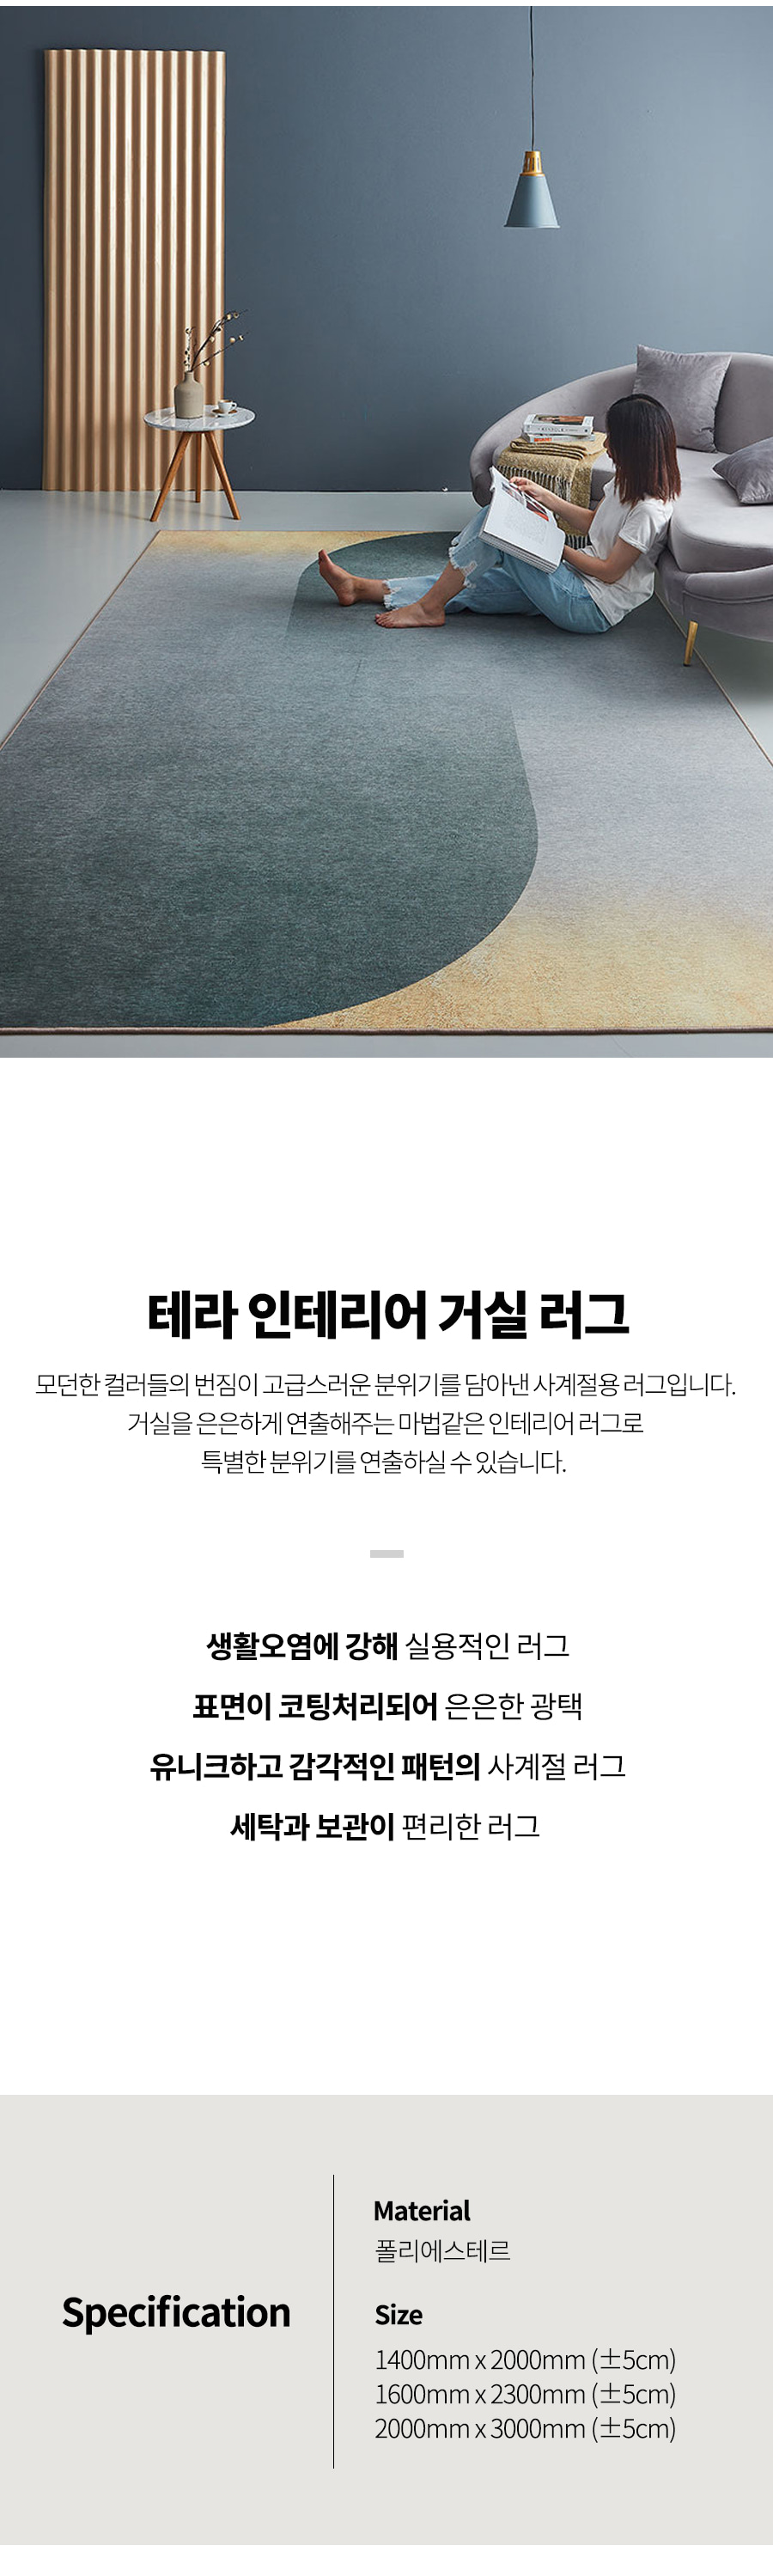 테라 인테리어 거실 러그
모던한 컬러들의 번짐이 고급스러운 분위기를 담아낸 사계절용 러그입니다.
거실을 은은하게 연출해주는 마법같은 인테리어 러그로
특별한 분위기를 연출하실 수 있습니다.
생활오염에 강해 실용적인 러그
표면이 코팅처리되어 은은한 광택
유니크하고 감각적인 패턴의 사계절 러그
세탁과 보관이 편리한 러그
Specification
Material
폴리에스테르
Size
1400mm x 2000mm (±5cm)
1600mm x 2300mm (±5cm)
2000mm x 3000mm (±5cm)